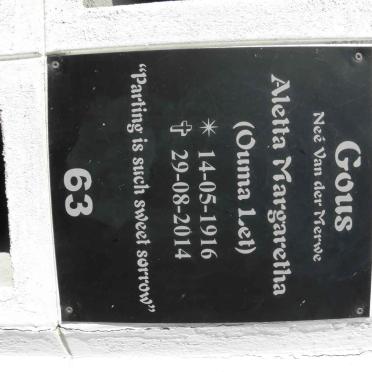 Gous
Neé Van der Merwe
Aletta Margaretha
(Ouma Let)
✶ 14-05-1916
✝ 29-08-2014
“Parting is such sweet sorrow”
63